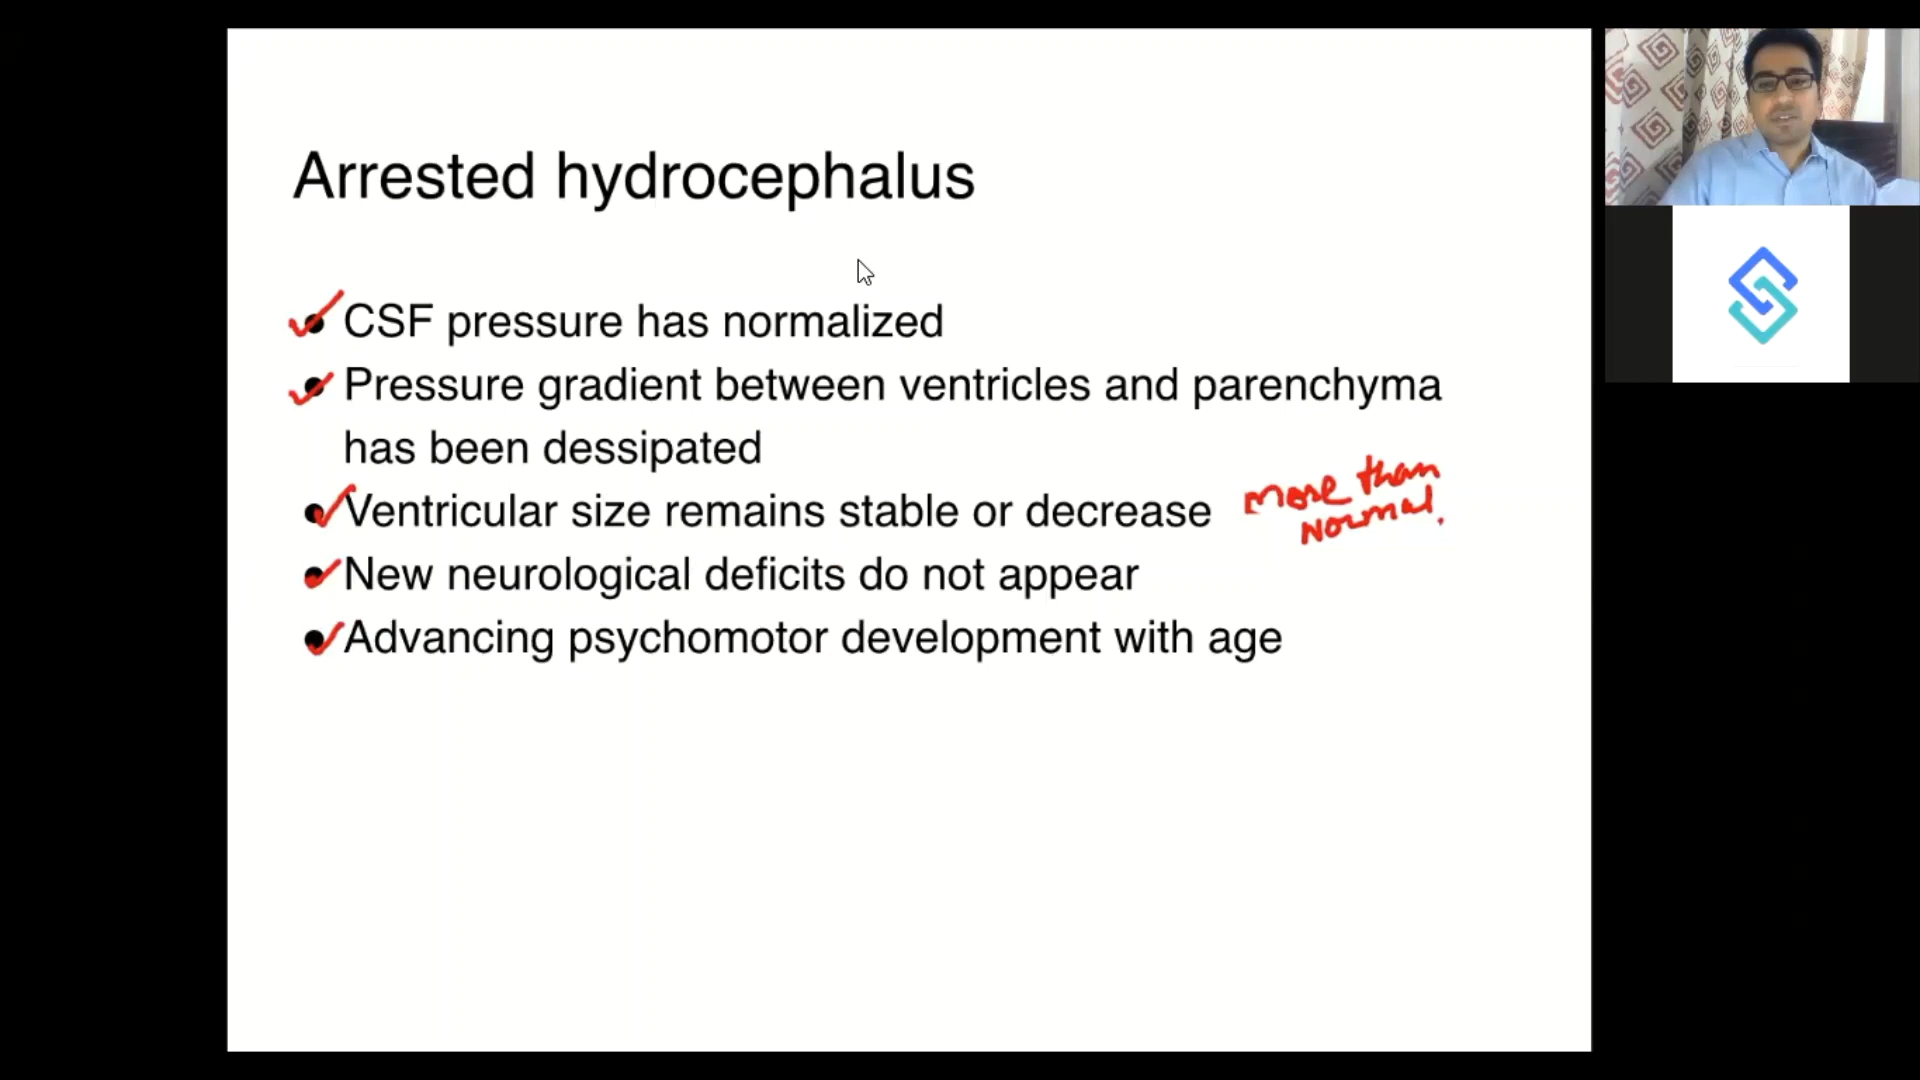 Arrested hydrocephalus
CSF pressure has normalized
Pressure gradient between ventricles and parenchyma
has been dessipated
Ventricular size remains stable or decrease
more than
normal.
New neurological deficits do not appear
Advancing psychomotor development with age